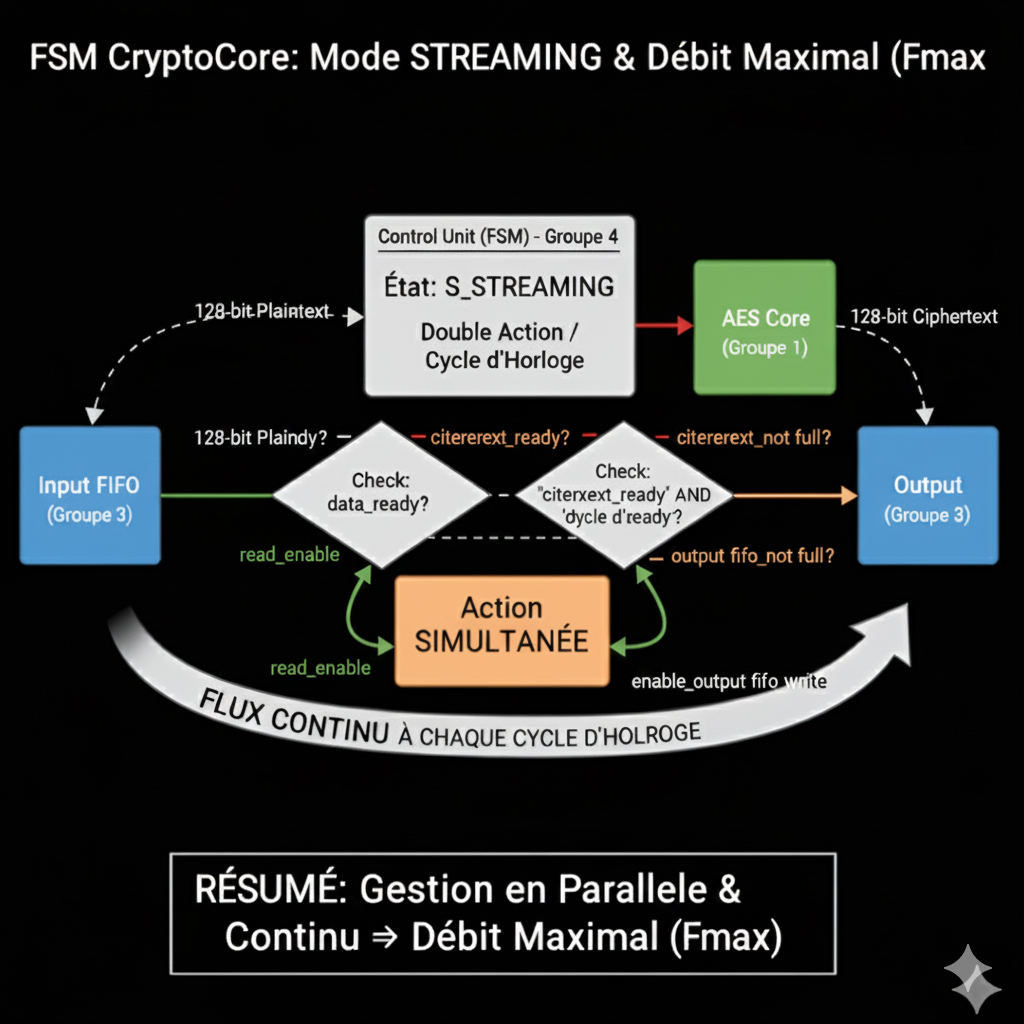 FSM CryptoCore: Mode STREAMING & Débit Maximal (Fmax
Control Unit (FSM) - Groupe 4
État: S_STREAMING
Double Action /
Cycle d'Horloge
128-bit Plaintext
AES Core
(Groupe 1)
128-bit Ciphertext
128-bit Plaindy?
citererext_ready?
citererext_not full?
Input FIFO
(Groupe 3)
Check:
data_ready?
Check:
"citerxext_ready' AND
'dycle d'ready'?
Output
(Groupe 3)
read_enable
output fifo_not full?
Action
SIMULTANÉE
read_enable
enable_output fifo write
FLUX CONTINU À CHAQUE CYCLE D'HOLROGE
RÉSUMÉ: Gestion en Parallele &
Continu ⇒ Débit Maximal (Fmax)